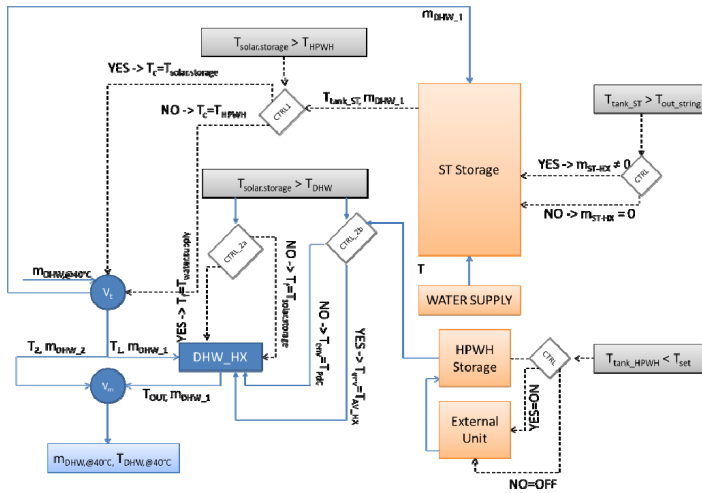 m_DHW_1
T_solar.storage > T_HPWH
YES -> T_c=T_solar.storage
NO -> T_c=T_HPWH
CTRL1
T_tank_ST, m_DHW_1
ST Storage
T_tank_ST > T_out_string
CTRL
YES -> m_ST-HX ≠ 0
NO -> m_ST-HX = 0
T
WATER SUPPLY
T_solar.storage > T_DHW
CTRL_2a
CTRL_2b
YES -> T_f=T_water.supply
NO -> T_f=T_solar.storage
NO -> T_env=T_PdC
YES -> T_env=T_AV_HX
m_DHW,@40°C
V_t
T_2, m_DHW_2
T_1, m_DHW_1
DHW_HX
V_m
T_OUT, m_DHW_1
m_DHW,@40°C, T_DHW,@40°C
HPWH
Storage
CTRL
T_tank_HPWH < T_set
External
Unit
YES=ON
NO=OFF